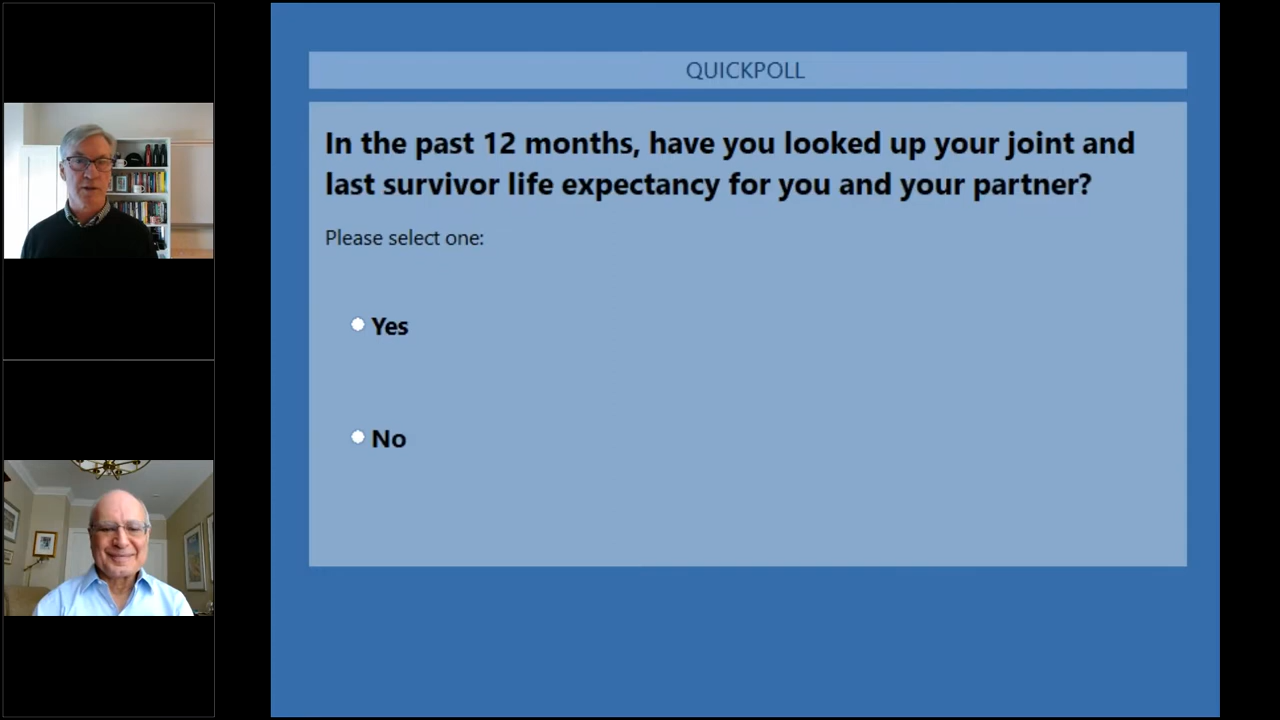 QUICKPOLL
In the past 12 months, have you looked up your joint and
last survivor life expectancy for you and your partner?
Please select one:
Yes
No